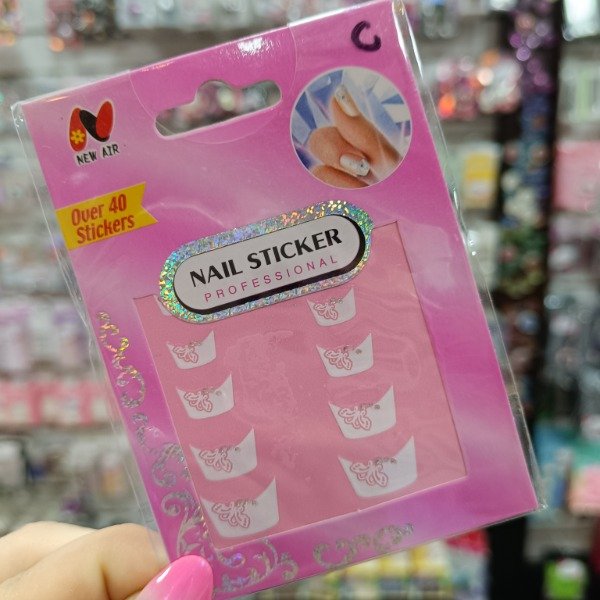 C
NEW AIR
Over 40
Stickers
NAIL STICKER
PROFESSIONAL